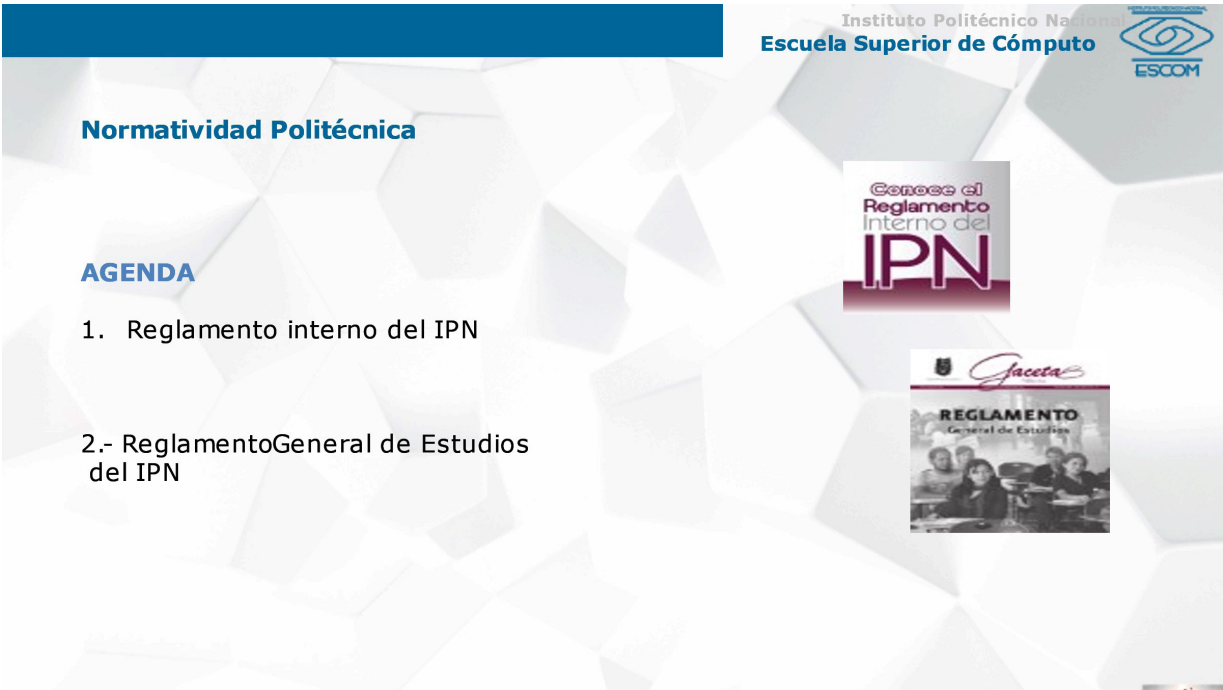 Instituto Politécnico Nacional
Escuela Superior de Cómputo
ESCOM
Normatividad Politécnica
Conoce el
Reglamento
Interno del
IPN
AGENDA
1. Reglamento interno del IPN
Gaceta
REGLAMENTO
General de Estudios
2.- ReglamentoGeneral de Estudios
del IPN